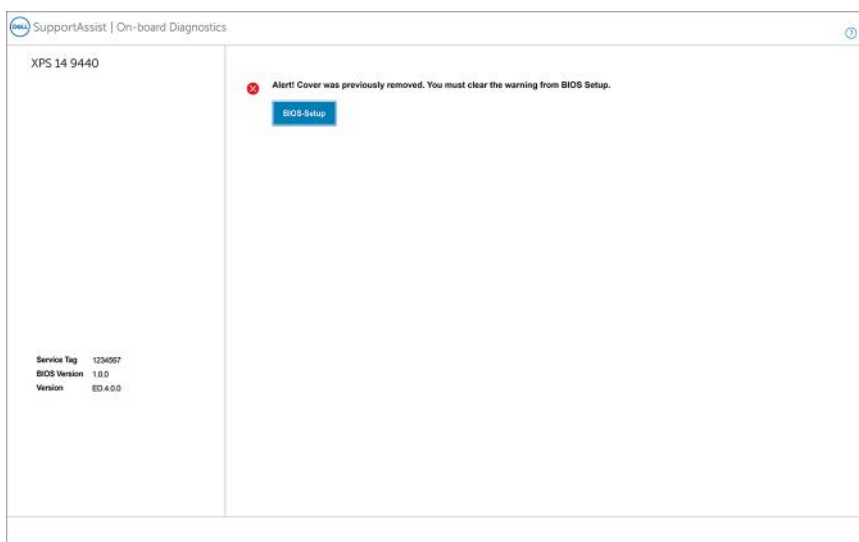 DELL SupportAssist | On-board Diagnostics
?
XPS 14 9440
Alert! Cover was previously removed. You must clear the warning from BIOS Setup.
BIOS-Setup
Service Tag 1234567
BIOS Version 1.0.0
Version ED.4.0.0